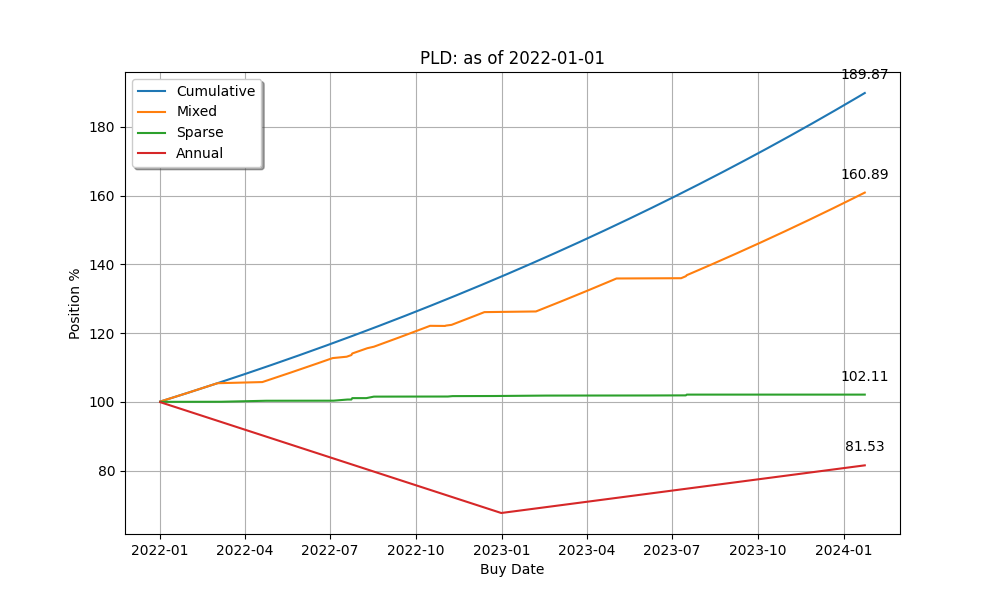 PLD: as of 2022-01-01
Cumulative
Mixed
Sparse
Annual
189.87
160.89
102.11
81.53
Position %
180
160
140
120
100
80
2022-01 2022-04 2022-07 2022-10 2023-01 2023-04 2023-07 2023-10 2024-01
Buy Date